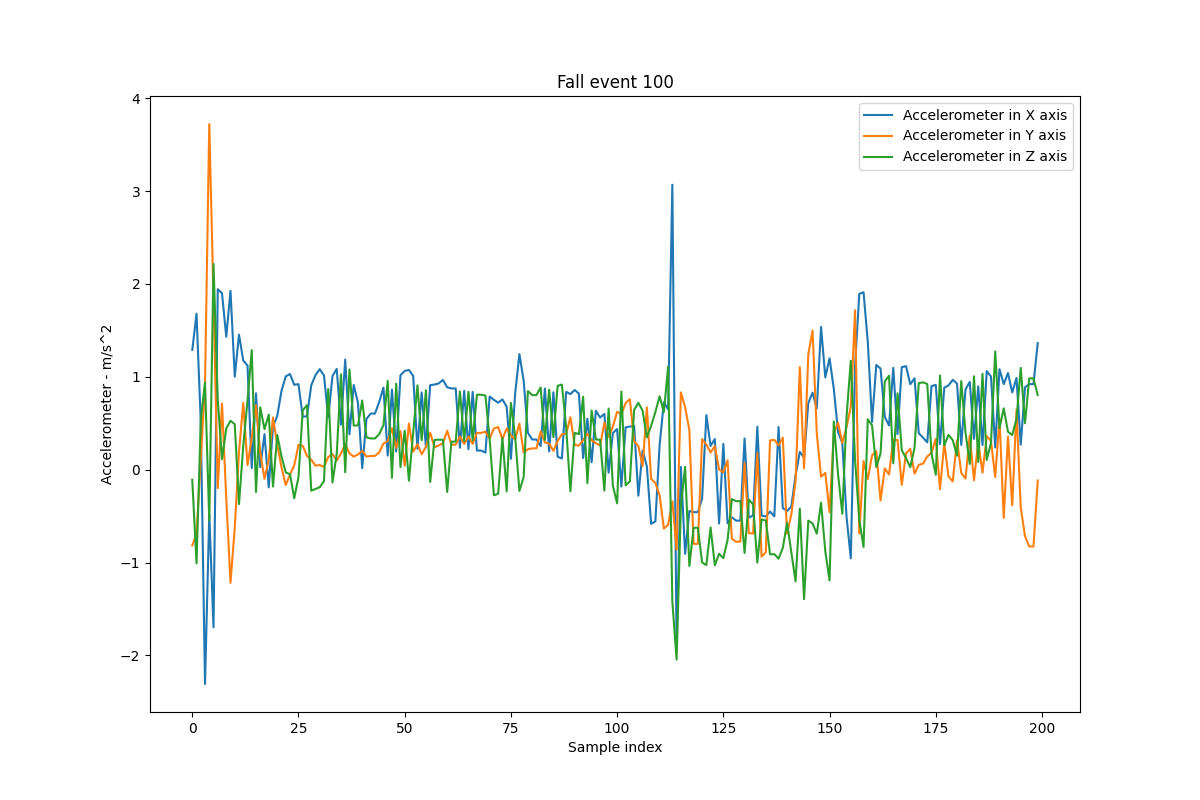 Fall event 100
Accelerometer in X axis
Accelerometer in Y axis
Accelerometer in Z axis
Accelerometer - m/s^2
4
3
2
1
0
−1
−2
0 25 50 75 100 125 150 175 200
Sample index